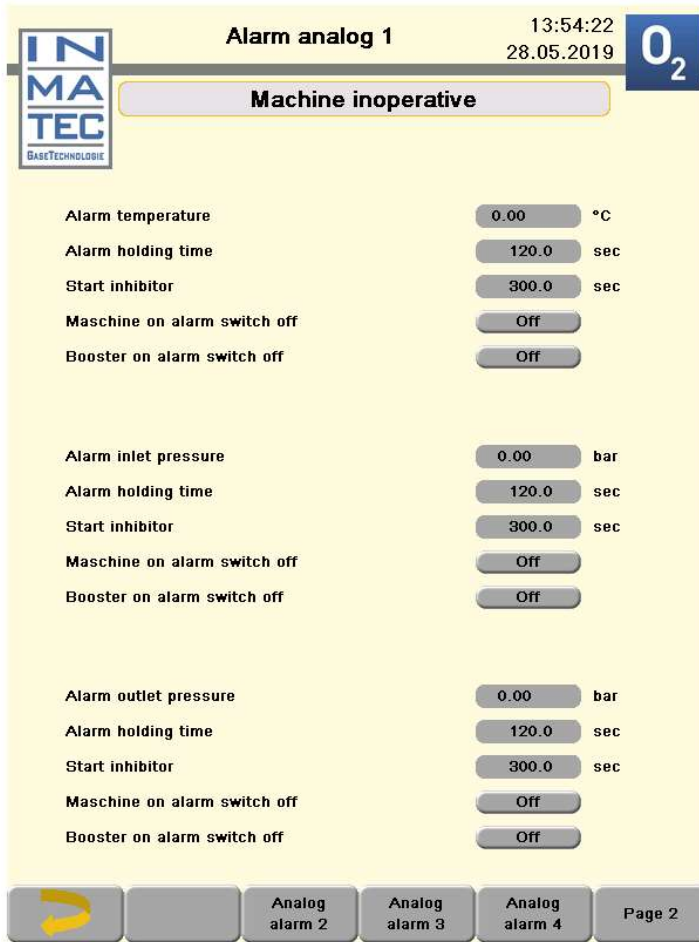 IN
MA
TEC
GASETECHNOLOGIE
Alarm analog 1
13:54:22
28.05.2019
O2
Machine inoperative
Alarm temperature 0.00 °C
Alarm holding time 120.0 sec
Start inhibitor 300.0 sec
Maschine on alarm switch off Off
Booster on alarm switch off Off
Alarm inlet pressure 0.00 bar
Alarm holding time 120.0 sec
Start inhibitor 300.0 sec
Maschine on alarm switch off Off
Booster on alarm switch off Off
Alarm outlet pressure 0.00 bar
Alarm holding time 120.0 sec
Start inhibitor 300.0 sec
Maschine on alarm switch off Off
Booster on alarm switch off Off
Analog
alarm 2
Analog
alarm 3
Analog
alarm 4
Page 2